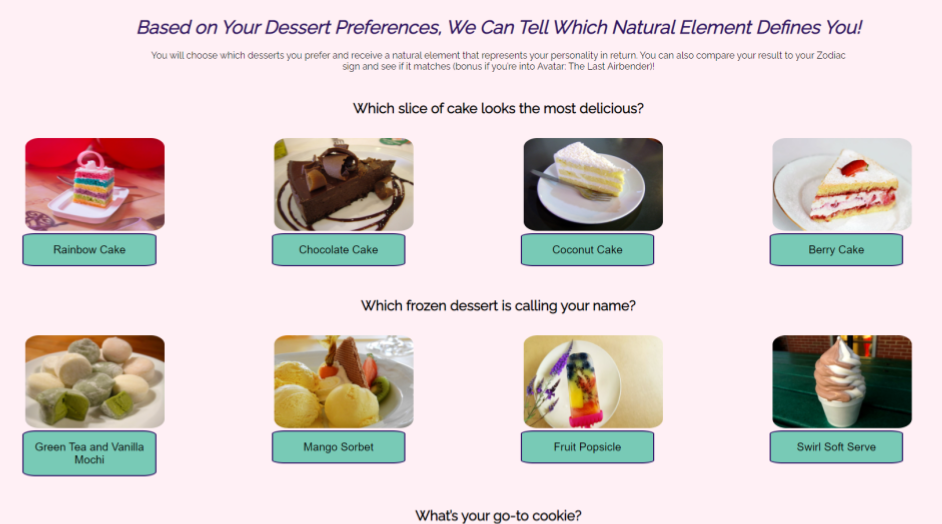 Based on Your Dessert Preferences, We Can Tell Which Natural Element Defines You!
You will choose which desserts you prefer and receive a natural element that represents your personality in return. You can also compare your result to your Zodiac
sign and see if it matches (bonus if you're into Avatar: The Last Airbender)!
Which slice of cake looks the most delicious?
Rainbow Cake
Chocolate Cake
Coconut Cake
Berry Cake
Which frozen dessert is calling your name?
Green Tea and Vanilla
Mochi
Mango Sorbet
Fruit Popsicle
Swirl Soft Serve
What's your go-to cookie?